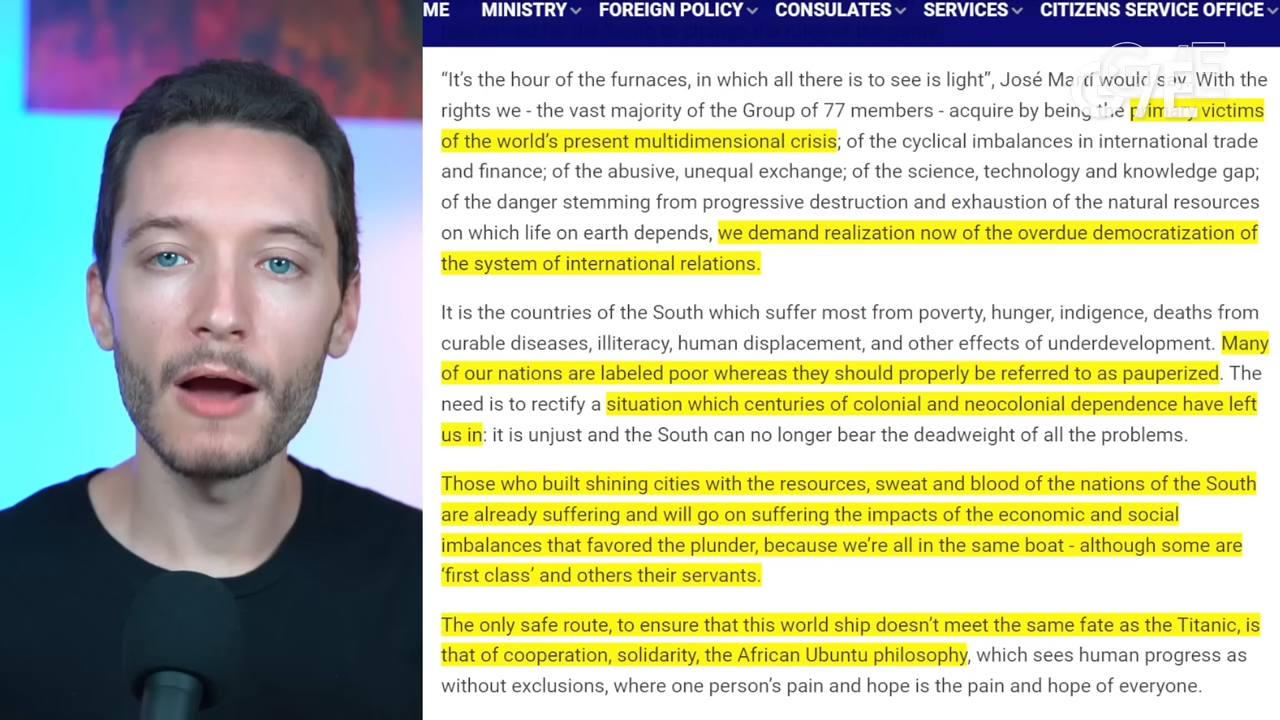 ME MINISTRY FOREIGN POLICY CONSULATES SERVICES CITIZENS SERVICE OFFICE
“It’s the hour of the furnaces, in which all there is to see is light”, José Martí would say. With the
rights we - the vast majority of the Group of 77 members - acquire by being the primary victims
of the world’s present multidimensional crisis; of the cyclical imbalances in international trade
and finance; of the abusive, unequal exchange; of the science, technology and knowledge gap;
of the danger stemming from progressive destruction and exhaustion of the natural resources
on which life on earth depends, we demand realization now of the overdue democratization of
the system of international relations.
It is the countries of the South which suffer most from poverty, hunger, indigence, deaths from
curable diseases, illiteracy, human displacement, and other effects of underdevelopment. Many
of our nations are labeled poor whereas they should properly be referred to as pauperized. The
need is to rectify a situation which centuries of colonial and neocolonial dependence have left
us in: it is unjust and the South can no longer bear the deadweight of all the problems.
Those who built shining cities with the resources, sweat and blood of the nations of the South
are already suffering and will go on suffering the impacts of the economic and social
imbalances that favored the plunder, because we’re all in the same boat - although some are
‘first class’ and others their servants.
The only safe route, to ensure that this world ship doesn’t meet the same fate as the Titanic, is
that of cooperation, solidarity, the African Ubuntu philosophy, which sees human progress as
without exclusions, where one person’s pain and hope is the pain and hope of everyone.